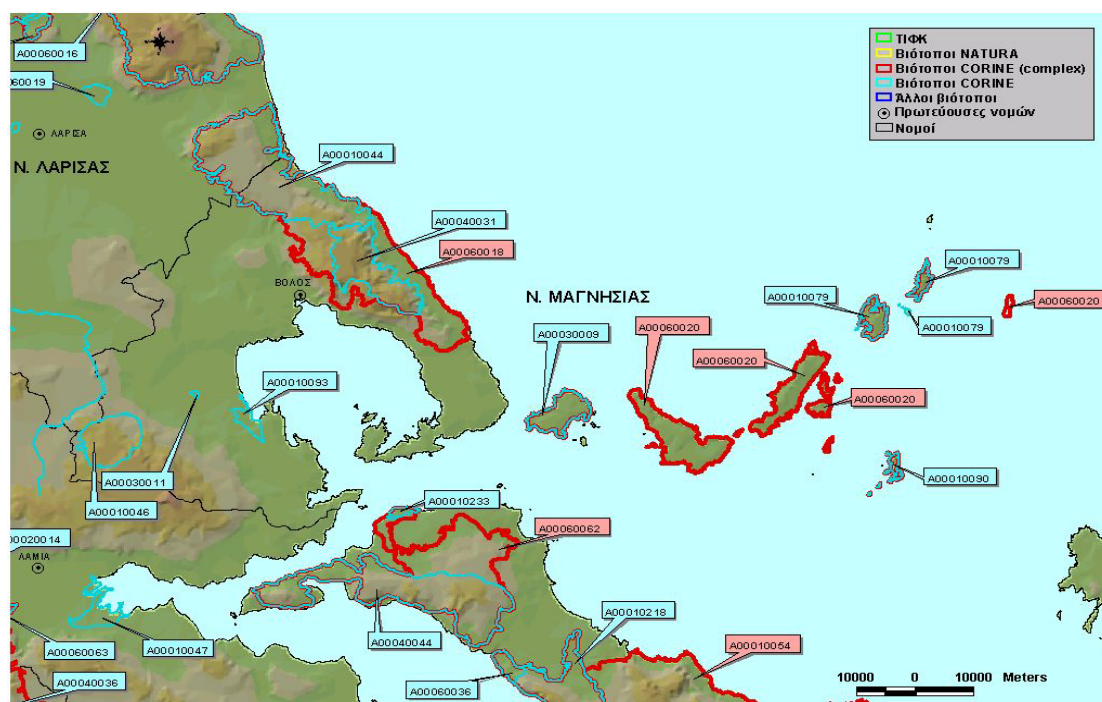 A00060016
60019
ΛΑΡΙΣΑ
Ν. ΛΑΡΙΣΑΣ
A00010044
A00040031
A00060018
ΒΟΛΟΣ
Ν. ΜΑΓΝΗΣΙΑΣ
ΤΙΦΚ
Βιότοποι NATURA
Βιότοποι CORINE (complex)
Βιότοποι CORINE
Άλλοι βιότοποι
Πρωτεύουσες νομών
Νομοί
A00010079
A00010079
A00010079
A00060020
A00030009
A00060020
A00060020
A00060020
A00010093
A00030011
A00010046
A00010090
A00010233
A00060062
00020014
ΛΑΜΙΑ
A00010218
A00040044
A00010054
A00060063
A00010047
A00040036
A00060036
10000 0 10000 Meters